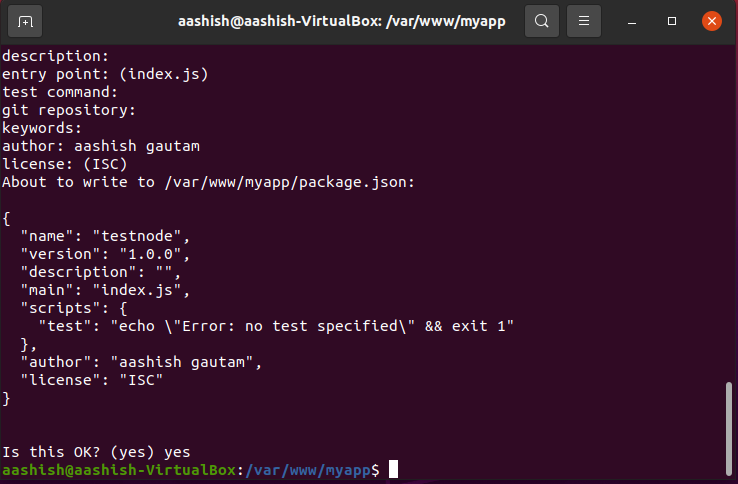 aashish@aashish-VirtualBox: /var/www/myapp
description:
entry point: (index.js)
test command:
git repository:
keywords:
author: aashish gautam
license: (ISC)
About to write to /var/www/myapp/package.json:
{
  "name": "testnode",
  "version": "1.0.0",
  "description": "",
  "main": "index.js",
  "scripts": {
    "test": "echo \"Error: no test specified\" && exit 1"
  },
  "author": "aashish gautam",
  "license": "ISC"
}
Is this OK? (yes) yes
aashish@aashish-VirtualBox:/var/www/myapp$